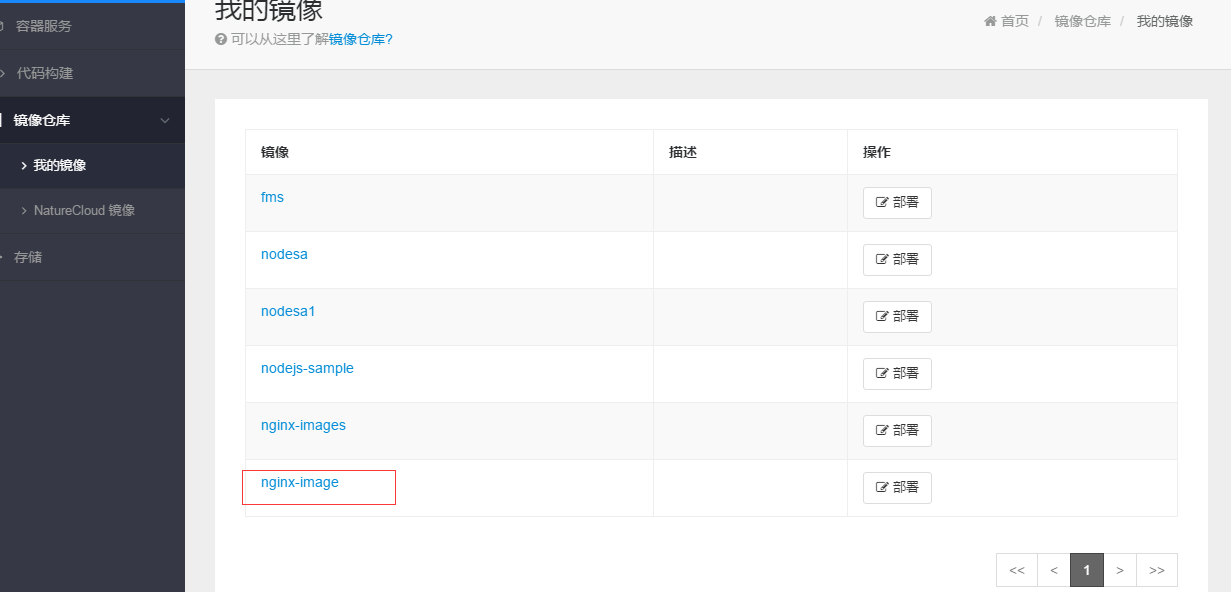 容器服务
代码构建
镜像仓库
我的镜像
NatureCloud 镜像
存储
我的镜像
可以从这里了解镜像仓库?
首页 / 镜像仓库 / 我的镜像
镜像 描述 操作
fms 部署
nodesa 部署
nodesa1 部署
nodejs-sample 部署
nginx-images 部署
nginx-image 部署
<< < 1 > >>